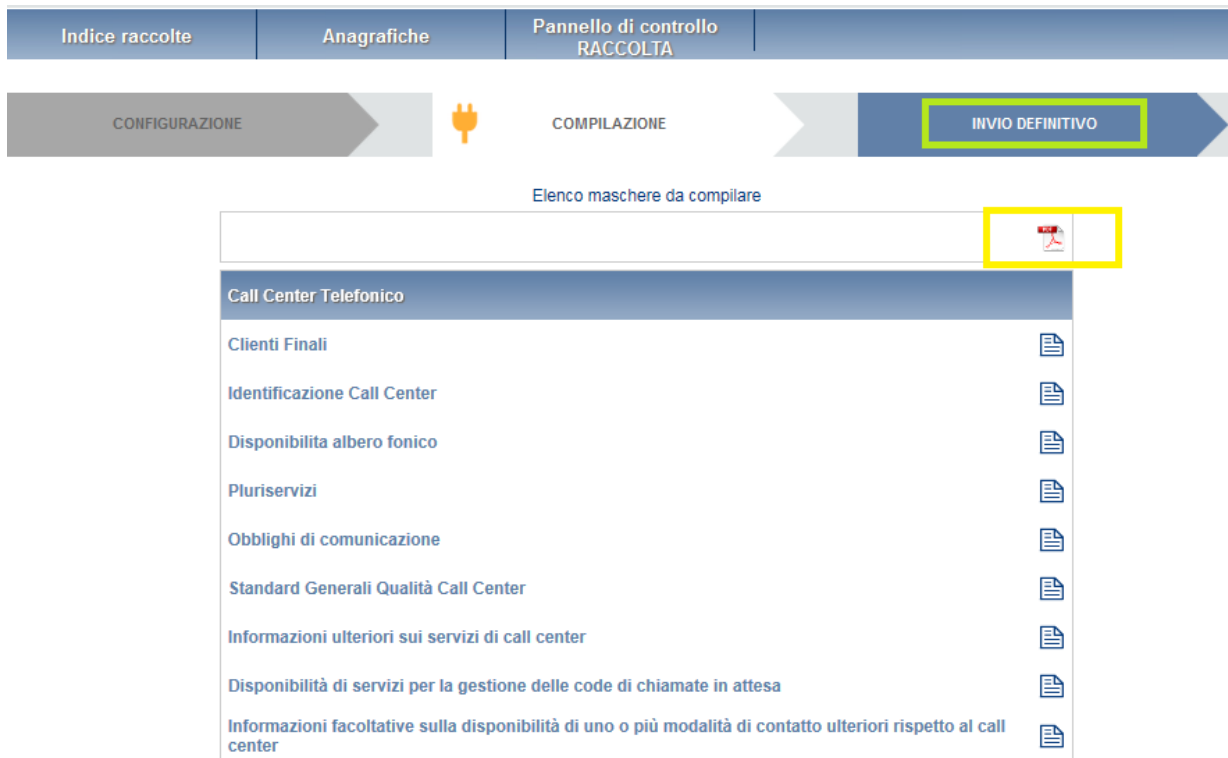 Indice raccolte
Anagrafiche
Pannello di controllo
RACCOLTA
CONFIGURAZIONE
COMPILAZIONE
INVIO DEFINITIVO
Elenco maschere da compilare
PDF
Call Center Telefonico
Clienti Finali
Identificazione Call Center
Disponibilita albero fonico
Pluriservizi
Obblighi di comunicazione
Standard Generali Qualità Call Center
Informazioni ulteriori sui servizi di call center
Disponibilità di servizi per la gestione delle code di chiamate in attesa
Informazioni facoltative sulla disponibilità di uno o più modalità di contatto ulteriori rispetto al call
center